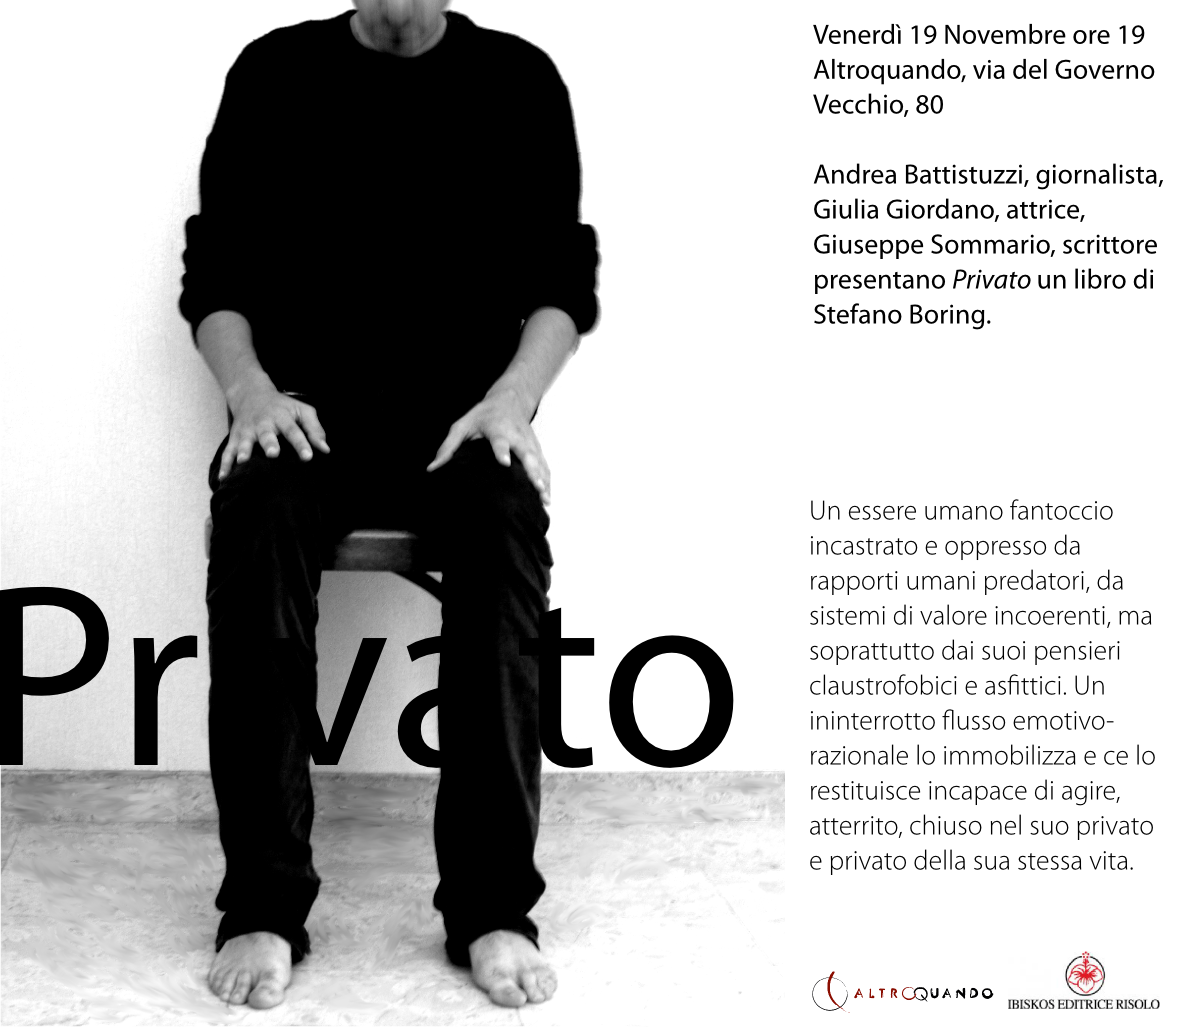 Venerdì 19 Novembre ore 19
Altroquando, via del Governo
Vecchio, 80
Andrea Battistuzzi, giornalista,
Giulia Giordano, attrice,
Giuseppe Sommario, scrittore
presentano Privato un libro di
Stefano Boring.
Privato
Un essere umano fantoccio
incastrato e oppresso da
rapporti umani predatori, da
sistemi di valore incoerenti, ma
soprattutto dai suoi pensieri
claustrofobici e asfittici. Un
ininterrotto flusso emotivo-
razionale lo immobilizza e ce lo
restituisce incapace di agire,
atterrito, chiuso nel suo privato
e privato della sua stessa vita.
ALTROQUANDO
IBISKOS EDITRICE RISOLO